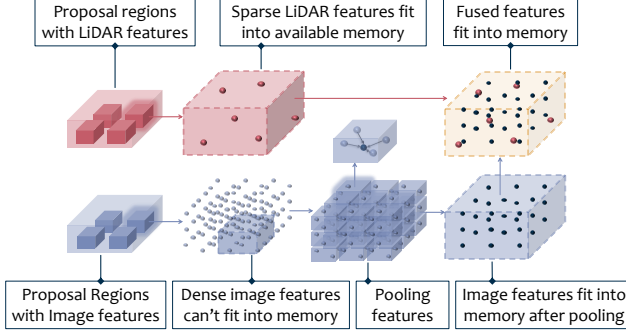 Proposal regions
with LiDAR features
Sparse LiDAR features fit
into available memory
Fused features
fit into memory
Proposal Regions
with Image features
Dense image features
can't fit into memory
Pooling
features
Image features fit into
memory after pooling